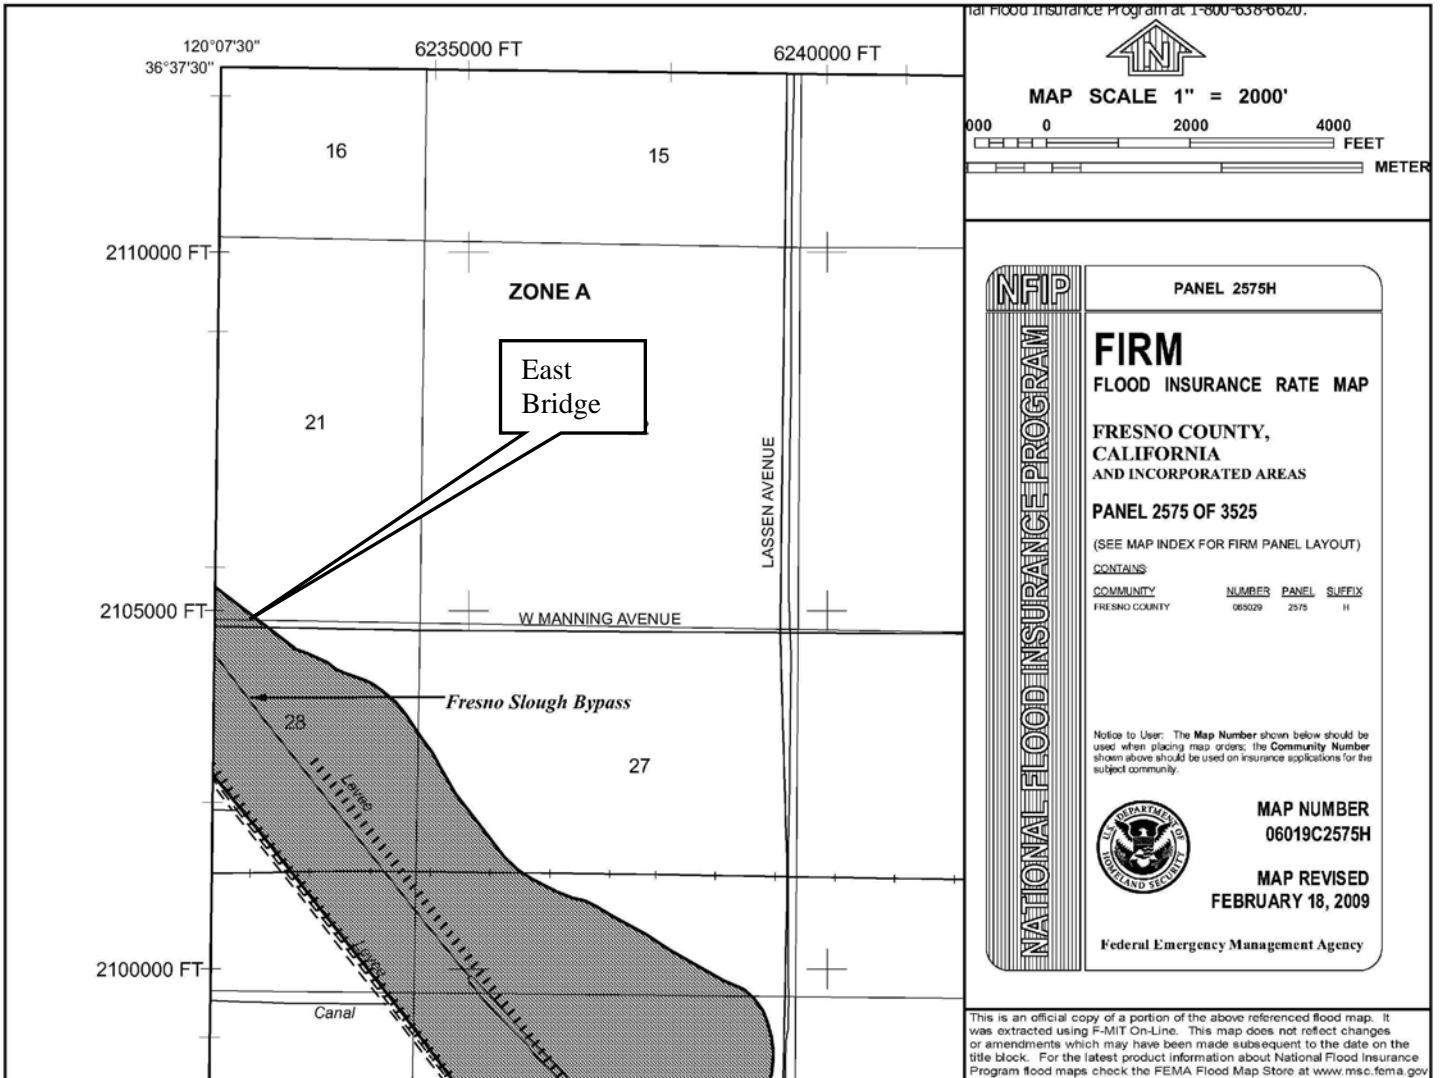 120°07'30"
36°37'30"
6235000 FT
6240000 FT
16
15
2110000 FT
ZONE A
East
Bridge
21
LASSEN AVENUE
2105000 FT
W MANNING AVENUE
Fresno Slough Bypass
28
Levee
27
Levee
2100000 FT
Canal
nal Flood Insurance Program at 1-800-638-6620.
N
MAP SCALE 1" = 2000'
000 0 2000 4000
FEET
METER
NFIP
PANEL 2575H
NATIONAL FLOOD INSURANCE PROGRAM
FIRM
FLOOD INSURANCE RATE MAP
FRESNO COUNTY,
CALIFORNIA
AND INCORPORATED AREAS
PANEL 2575 OF 3525
(SEE MAP INDEX FOR FIRM PANEL LAYOUT)
CONTAINS:
COMMUNITY NUMBER PANEL SUFFIX
FRESNO COUNTY 065029 2575 H
Notice to User: The Map Number shown below should be
used when placing map orders; the Community Number
shown above should be used on insurance applications for the
subject community.
U.S. DEPARTMENT OF
HOMELAND SECURITY
MAP NUMBER
06019C2575H
MAP REVISED
FEBRUARY 18, 2009
Federal Emergency Management Agency
This is an official copy of a portion of the above referenced flood map. It
was extracted using F-MIT On-Line. This map does not reflect changes
or amendments which may have been made subsequent to the date on the
title block. For the latest product information about National Flood Insurance
Program flood maps check the FEMA Flood Map Store at www.msc.fema.gov